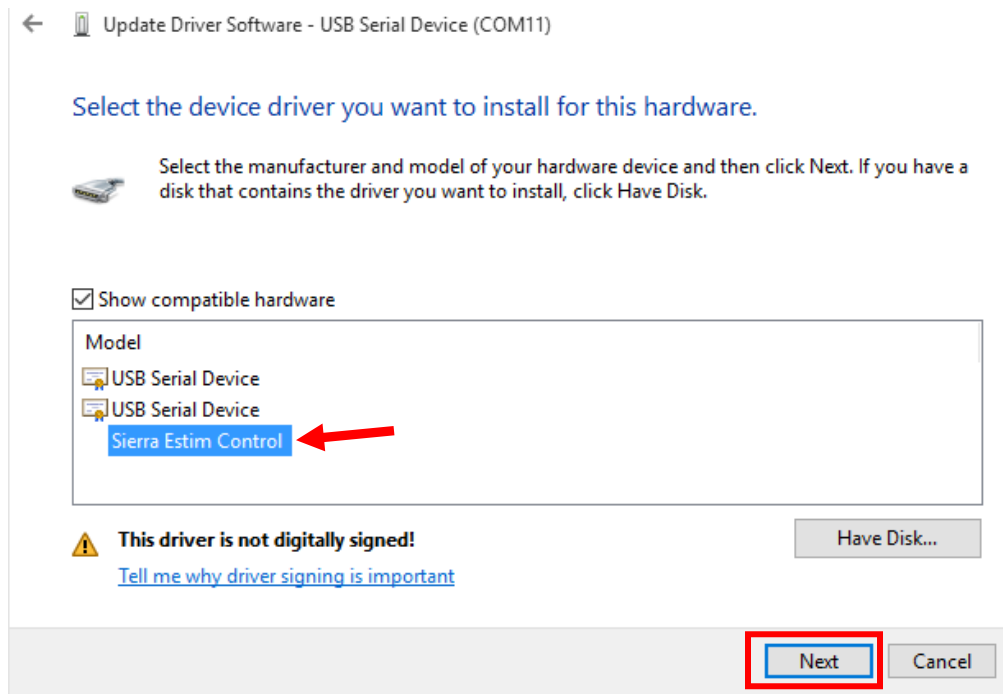 Update Driver Software - USB Serial Device (COM11)
Select the device driver you want to install for this hardware.
Select the manufacturer and model of your hardware device and then click Next. If you have a
disk that contains the driver you want to install, click Have Disk.
Show compatible hardware
Model
USB Serial Device
USB Serial Device
Sierra Estim Control
This driver is not digitally signed!
Have Disk...
Tell me why driver signing is important
Next
Cancel